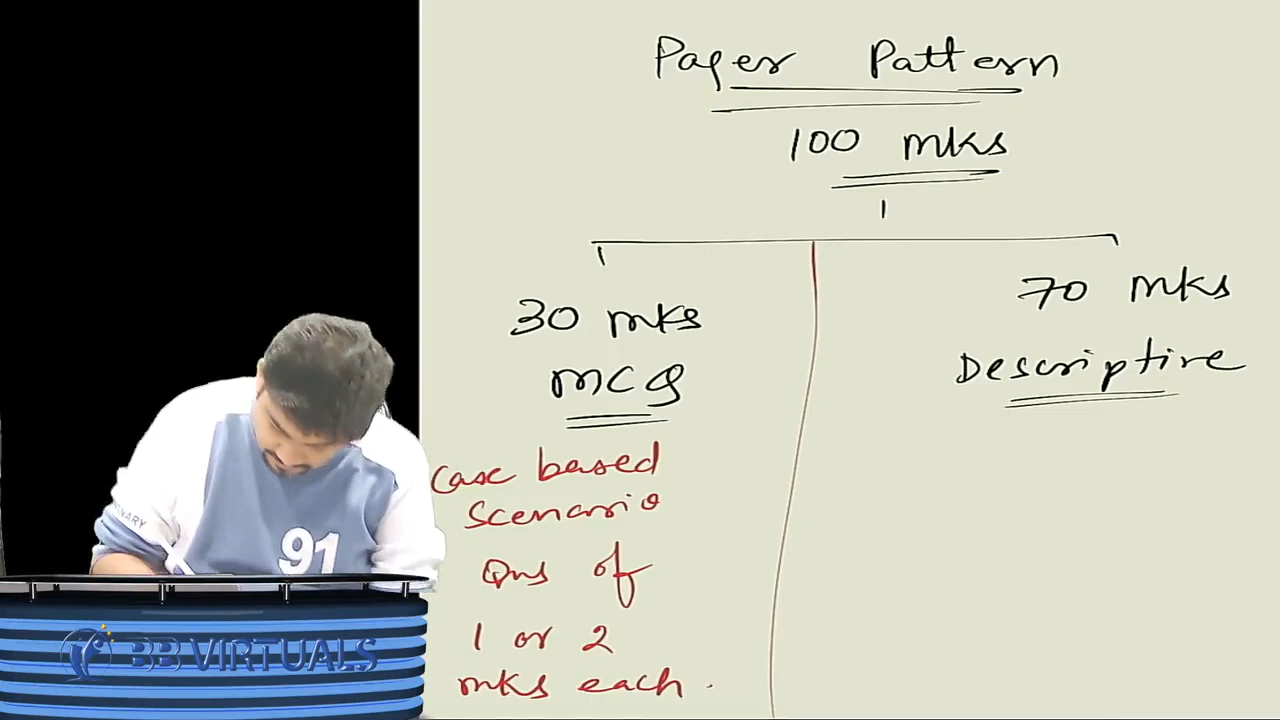 Paper Pattern
100 mks
30 mks
MCQ
70 mks
Descriptive
Case based
Scenario
Qns of
1 or 2
mks each.
91
BB VIRTUALS